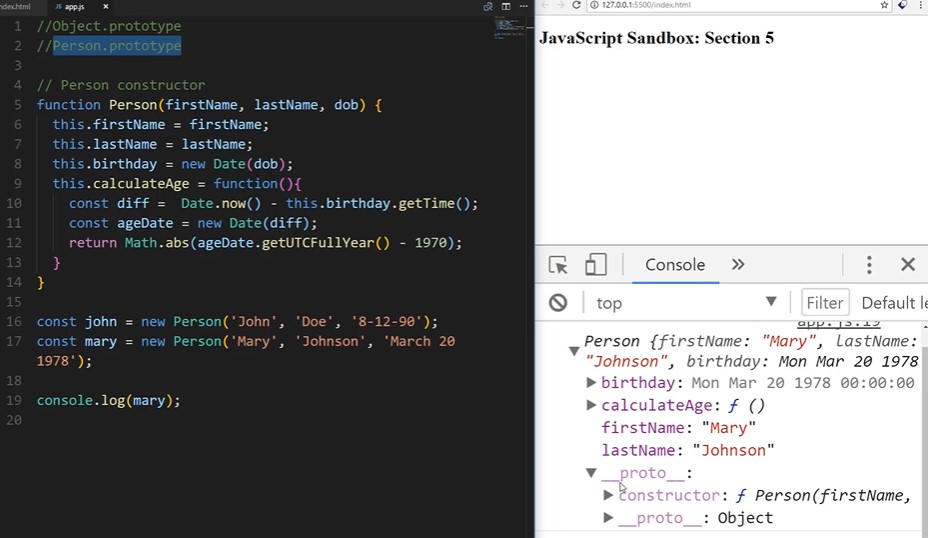 ndex.html
app.js
1 //Object.prototype
2 //Person.prototype
3
4 // Person constructor
5 function Person(firstName, lastName, dob) {
6 this.firstName = firstName;
7 this.lastName = lastName;
8 this.birthday = new Date(dob);
9 this.calculateAge = function(){
10 const diff =  Date.now() - this.birthday.getTime();
11 const ageDate = new Date(diff);
12 return Math.abs(ageDate.getUTCFullYear() - 1970);
13 }
14 }
15
16 const john = new Person('John', 'Doe', '8-12-90');
17 const mary = new Person('Mary', 'Johnson', 'March 20
1978');
18
19 console.log(mary);
20
127.0.0.1:5500/index.html
JavaScript Sandbox: Section 5
Console
top
Filter
Default le
app.js:19
Person {firstName: "Mary", lastName:
"Johnson", birthday: Mon Mar 20 1978
birthday: Mon Mar 20 1978 00:00:00
calculateAge: ƒ ()
firstName: "Mary"
lastName: "Johnson"
__proto__:
constructor: ƒ Person(firstName,
__proto__: Object